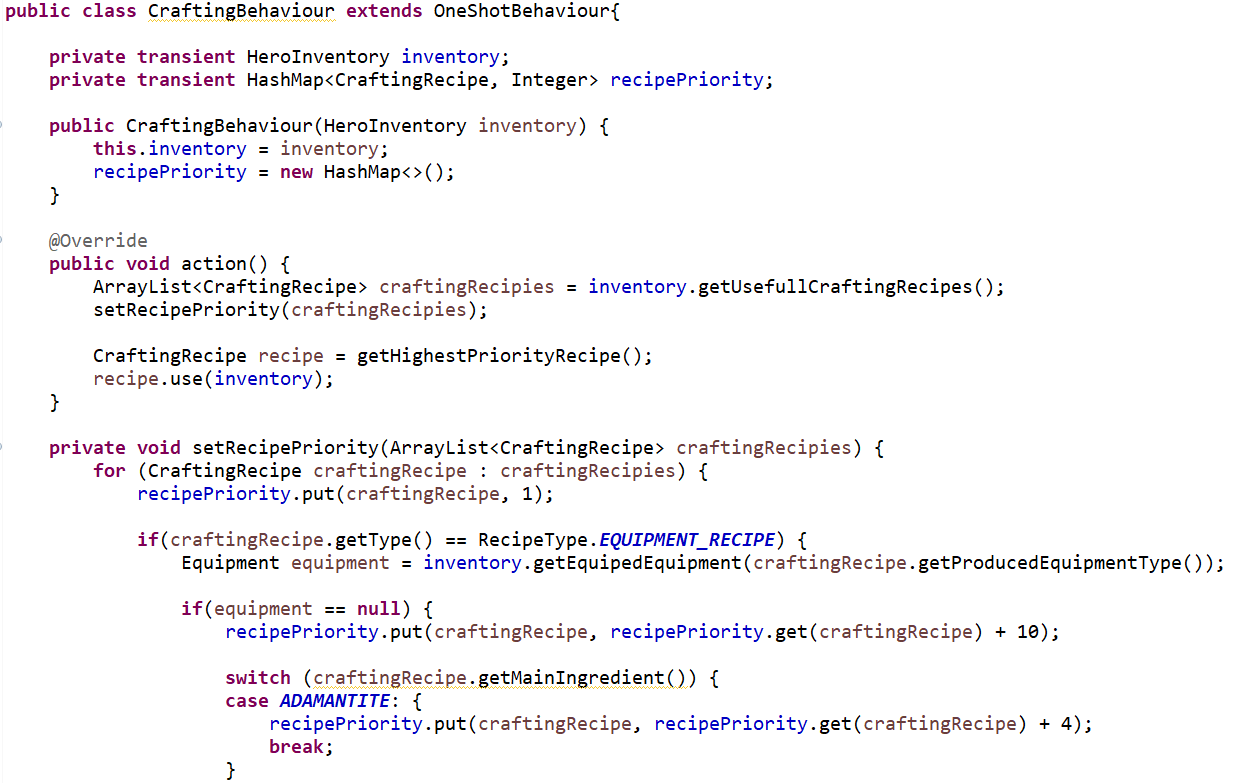 public class CraftingBehaviour extends OneShotBehaviour{
private transient HeroInventory inventory;
private transient HashMap<CraftingRecipe, Integer> recipePriority;
public CraftingBehaviour(HeroInventory inventory) {
this.inventory = inventory;
recipePriority = new HashMap<>();
}
@Override
public void action() {
ArrayList<CraftingRecipe> craftingRecipies = inventory.getUsefullCraftingRecipes();
setRecipePriority(craftingRecipies);
CraftingRecipe recipe = getHighestPriorityRecipe();
recipe.use(inventory);
}
private void setRecipePriority(ArrayList<CraftingRecipe> craftingRecipies) {
for (CraftingRecipe craftingRecipe : craftingRecipies) {
recipePriority.put(craftingRecipe, 1);
if(craftingRecipe.getType() == RecipeType.EQUIPMENT_RECIPE) {
Equipment equipment = inventory.getEquipedEquipment(craftingRecipe.getProducedEquipmentType());
if(equipment == null) {
recipePriority.put(craftingRecipe, recipePriority.get(craftingRecipe) + 10);
switch (craftingRecipe.getMainIngredient()) {
case ADAMANTITE: {
recipePriority.put(craftingRecipe, recipePriority.get(craftingRecipe) + 4);
break;
}